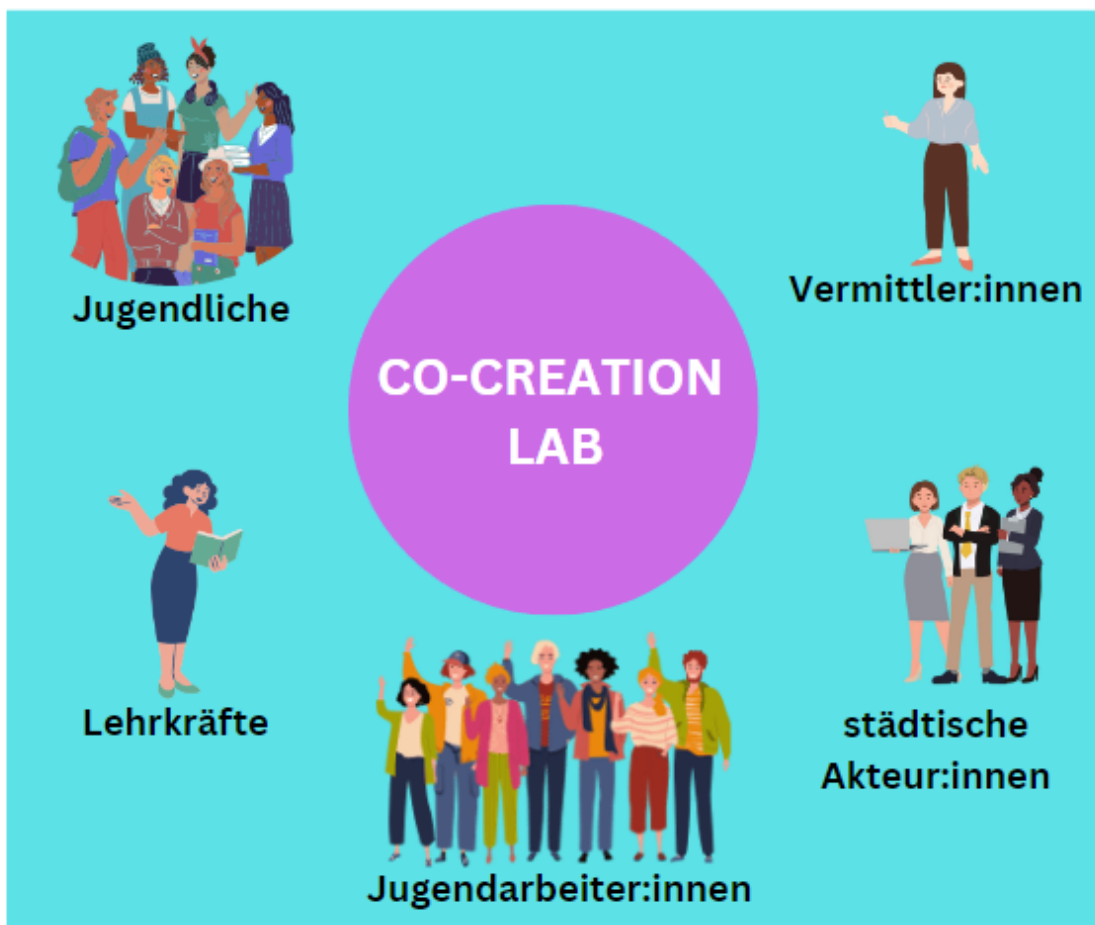 Jugendliche
Vermittler:innen
CO-CREATION
LAB
Lehrkräfte
städtische
Akteur:innen
Jugendarbeiter:innen